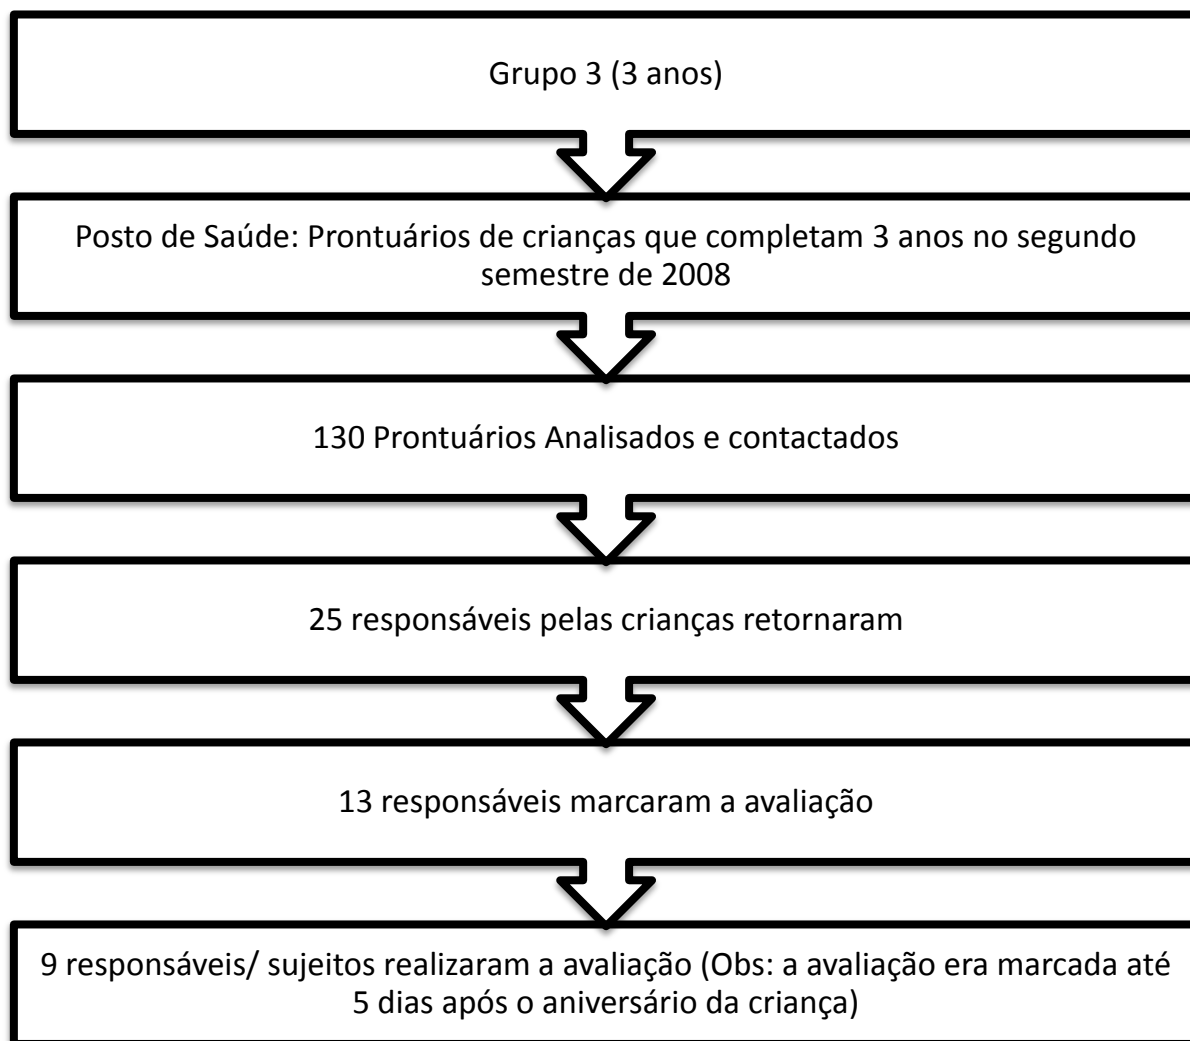 Grupo 3 (3 anos)
Posto de Saúde: Prontuários de crianças que completam 3 anos no segundo
semestre de 2008
130 Prontuários Analisados e contactados
25 responsáveis pelas crianças retornaram
13 responsáveis marcaram a avaliação
9 responsáveis/ sujeitos realizaram a avaliação (Obs: a avaliação era marcada até
5 dias após o aniversário da criança)